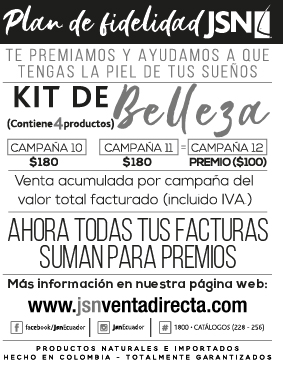 Plan de fidelidad JSN
TE PREMIAMOS Y AYUDAMOS A QUE
TENGAS LA PIEL DE TUS SUEÑOS
KIT DE Belleza
(Contiene 4 productos)
CAMPAÑA 10 CAMPAÑA 11 = CAMPAÑA 12
$180 $180 PREMIO ($100)
Venta acumulada por campaña del
valor total facturado (incluido IVA)
AHORA TODAS TUS FACTURAS
SUMAN PARA PREMIOS
Más información en nuestra página web:
www.jsnventadirecta.com
f facebook/JsnEcuador JsnEcuador # 1800 - CATÁLOGOS (228 - 256)
PRODUCTOS NATURALES E IMPORTADOS
HECHO EN COLOMBIA - TOTALMENTE GARANTIZADOS